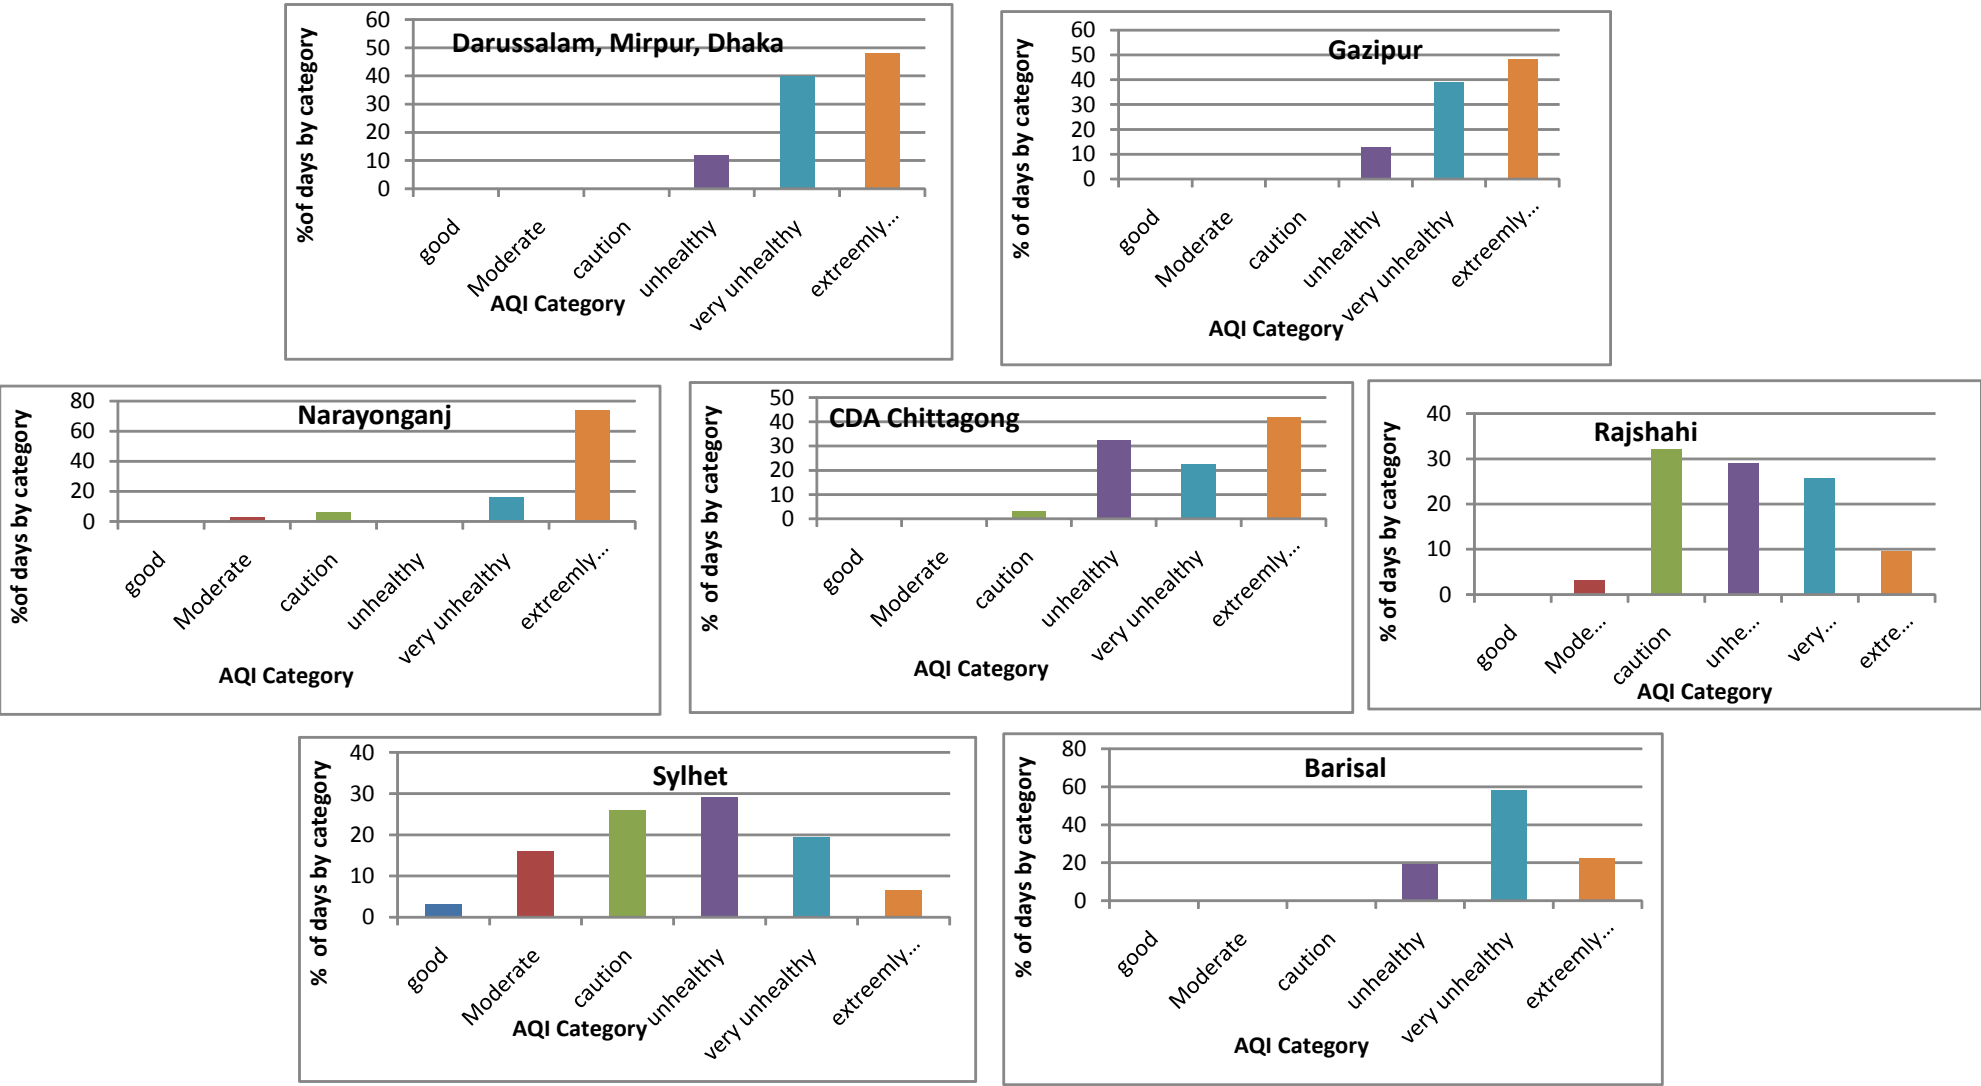 Darussalam, Mirpur, Dhaka
%of days by category
60
50
40
30
20
10
0
good
Moderate
caution
unhealthy
very unhealthy
extreemly...
AQI Category
Gazipur
% of days by category
60
50
40
30
20
10
0
good
Moderate
caution
unhealthy
very unhealthy
extreemly...
AQI Category
Narayonganj
%of days by category
80
60
40
20
0
good
Moderate
caution
unhealthy
very unhealthy
extreemly...
AQI Category
CDA Chittagong
% of days by category
50
40
30
20
10
0
good
Moderate
caution
unhealthy
very unhealthy
extreemly...
AQI Category
Rajshahi
% of days by category
40
30
20
10
0
good
Mode...
caution
unhe...
very...
extre...
AQI Category
Sylhet
% of days by category
40
30
20
10
0
good
Moderate
caution
unhealthy
very unhealthy
extreemly...
AQI Category
Barisal
% of days by category
80
60
40
20
0
good
Moderate
caution
unhealthy
very unhealthy
extreemly...
AQI Category